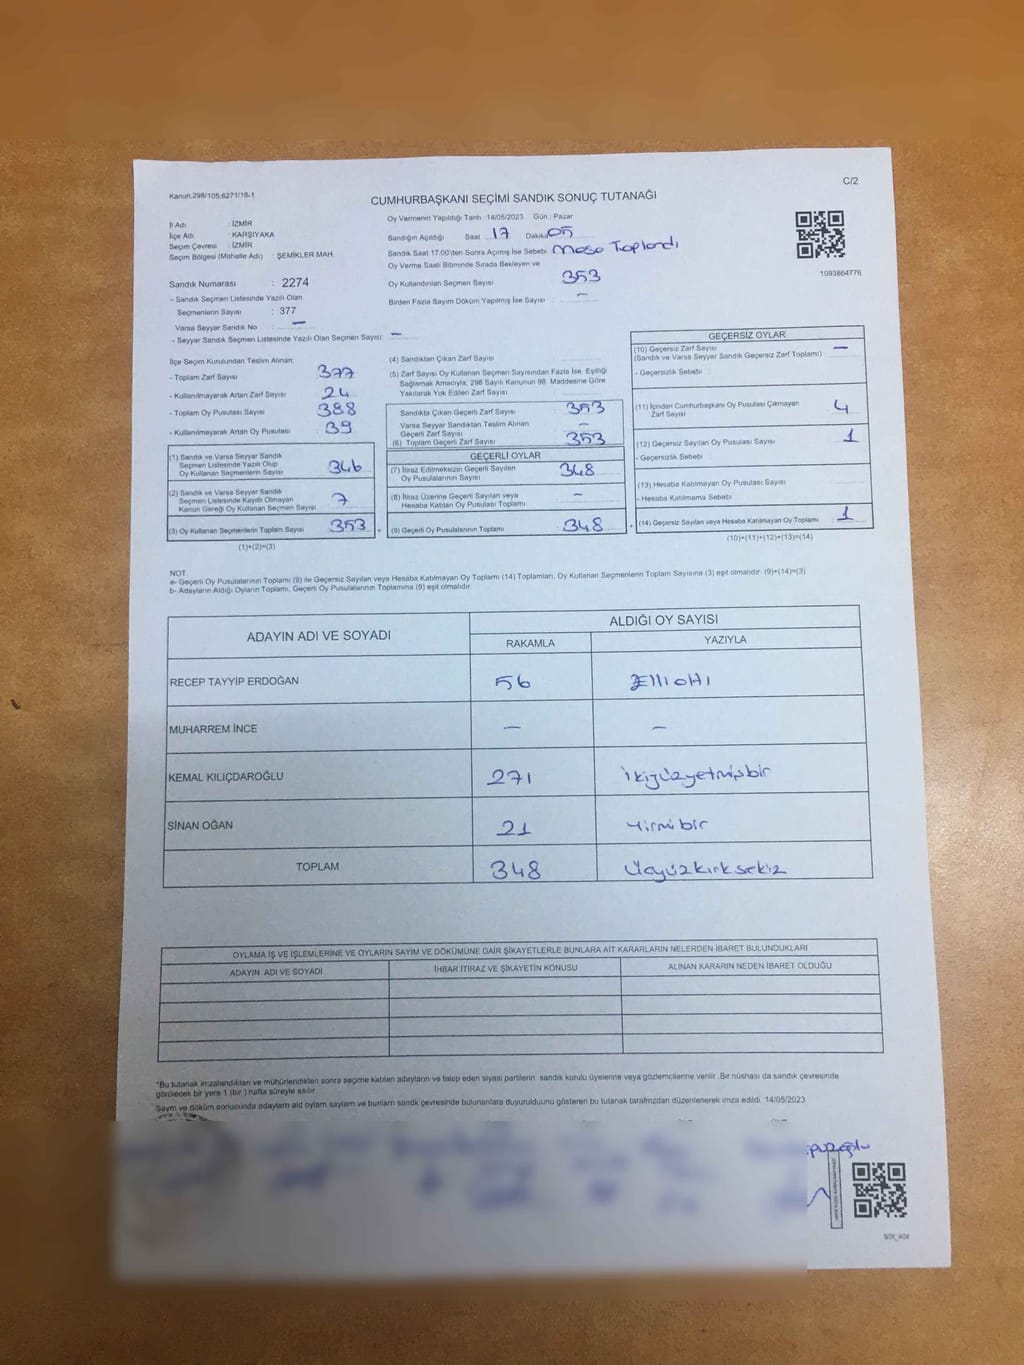 Kanun.298/105;6271/18-1
C/2
CUMHURBAŞKANI SEÇİMİ SANDIK SONUÇ TUTANAĞI
İl Adı : İZMİR
İlçe Adı : KARŞIYAKA
Seçim Çevresi : İZMİR
Seçim Bölgesi (Mahalle Adı) : ŞEMİKLER MAH.
Sandık Numarası : 2274
- Sandık Seçmen Listesinde Yazılı Olan
Seçmenlerin Sayısı : 377
Varsa Seyyar Sandık No —
- Seyyar Sandık Seçmen Listesinde Yazılı Olan Seçmen Sayısı: —
Oy Vermenin Yapıldığı Tarih :14/05/2023 Gün : Pazar
Sandığın Açıldığı Saat : 17 Dakika: 05
Sandık Saat 17:00'den Sonra Açılmış İse Sebebi : Masa Toplandı
Oy Verme Saati Bitiminde Sırada Bekleyen ve
Oy Kullandırılan Seçmen Sayısı 353
Birden Fazla Sayım Döküm Yapılmış İse Sayısı : —
1093864776
İlçe Seçim Kurulundan Teslim Alınan;
- Toplam Zarf Sayısı 377
- Kullanılmayarak Artan Zarf Sayısı 24
- Toplam Oy Pusulası Sayısı 388
- Kullanılmayarak Artan Oy Pusulası 39
(1) Sandık ve Varsa Seyyar Sandık
Seçmen Listesinde Yazılı Olup
Oy Kullanan Seçmenlerin Sayısı 346
(2) Sandık ve Varsa Seyyar Sandık
Seçmen Listesinde Kayıtlı Olmayan
Kanun Gereği Oy Kullanan Seçmen Sayısı 7
(3) Oy Kullanan Seçmenlerin Toplam Sayısı 353 =
(1)+(2)=(3)
(4) Sandıktan Çıkan Zarf Sayısı
(5) Zarf Sayısı Oy Kullanan Seçmen Sayısından Fazla İse, Eşitliği
Sağlamak Amacıyla, 298 Sayılı Kanunun 98. Maddesine Göre
Yakılarak Yok Edilen Zarf Sayısı
Sandıkta Çıkan Geçerli Zarf Sayısı 353
Varsa Seyyar Sandıktan Teslim Alınan
Geçerli Zarf Sayısı —
(6) Toplam Geçerli Zarf Sayısı 353
GEÇERLİ OYLAR
(7) İtiraz Edilmeksizin Geçerli Sayılan
Oy Pusulasının Sayısı 348
(8) İtiraz Üzerine Geçerli Sayılan veya
Hesaba Katılan Oy Pusulası Toplamı —
(9) Geçerli Oy Pusulalarının Toplamı 348 +
GEÇERSİZ OYLAR
(10) Geçersiz Zarf Sayısı —
(Sandık ve Varsa Seyyar Sandık Geçersiz Zarf Toplamı)
- Geçersizlik Sebebi :
(11) İçinden Cumhurbaşkanı Oy Pusulası Çıkmayan
Zarf Sayısı 4
(12) Geçersiz Sayılan Oy Pusulası Sayısı 1
- Geçersizlik Sebebi :
(13) Hesaba Katılmayan Oy Pusulası Sayısı
- Hesaba Katılmama Sebebi
(14) Geçersiz Sayılan veya Hesaba Katılmayan Oy Toplamı 1
(10)+(11)+(12)+(13)=(14)
NOT:
a- Geçerli Oy Pusulalarının Toplamı (9) ile Geçersiz Sayılan veya Hesaba Katılmayan Oy Toplamı (14) Toplamları, Oy Kullanan Seçmenlerin Toplam Sayısına (3) eşit olmalıdır. (9)+(14)=(3)
b- Adayların Aldığı Oyların Toplamı, Geçerli Oy Pusulalarının Toplamına (9) eşit olmalıdır.
ADAYIN ADI VE SOYADI
ALDIĞI OY SAYISI
RAKAMLA YAZIYLA
RECEP TAYYİP ERDOĞAN 56 Ellialtı
MUHARREM İNCE — —
KEMAL KILIÇDAROĞLU 271 ikiyüzyetmişbir
SİNAN OĞAN 21 Yirmibir
TOPLAM 348 Üçyüzkırksekiz
OYLAMA İŞ VE İŞLEMLERİNE VE OYLARIN SAYIM VE DÖKÜMÜNE DAİR ŞİKAYETLERLE BUNLARA AİT KARARLARIN NELERDEN İBARET BULUNDUKLARI
ADAYIN ADI VE SOYADI İHBAR İTİRAZ VE ŞİKAYETİN KONUSU ALINAN KARARIN NEDEN İBARET OLDUĞU
*Bu tutanak imzalandıktan ve mühürlendikten sonra seçime katılan adayların ve talep eden siyasi partilerin sandık kurulu üyelerine veya gözlemcilerine verilir. Bir nüshası da sandık çevresinde
görülecek bir yere 1 (bir) hafta süreyle asılır.
Sayım ve döküm sonucunda adayların aldığı oyların sayıları ve bunların sandık çevresinde bulunanlara duyurulduğunu gösteren bu tutanak tarafımızdan düzenlenerek imza edildi. 14/05/2023